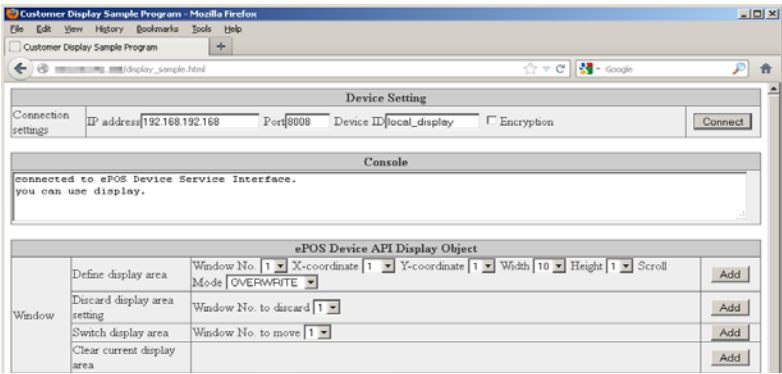 Customer Display Sample Program - Mozilla Firefox
File Edit View History Bookmarks Tools Help
Customer Display Sample Program +
/display_sample.html Google
Device Setting
Connection settings
IP address 192.168.192.168 Port 8008 Device ID local_display Encryption Connect
Console
connected to ePOS Device Service Interface.
you can use display.
ePOS Device API Display Object
Window
Define display area
Window No. 1 X-coordinate 1 Y-coordinate 1 Width 10 Height 1 Scroll
Mode OVERWRITE
Add
Discard display area
setting
Window No. to discard 1
Add
Switch display area
Window No. to move 1
Add
Clear current display
area
Add